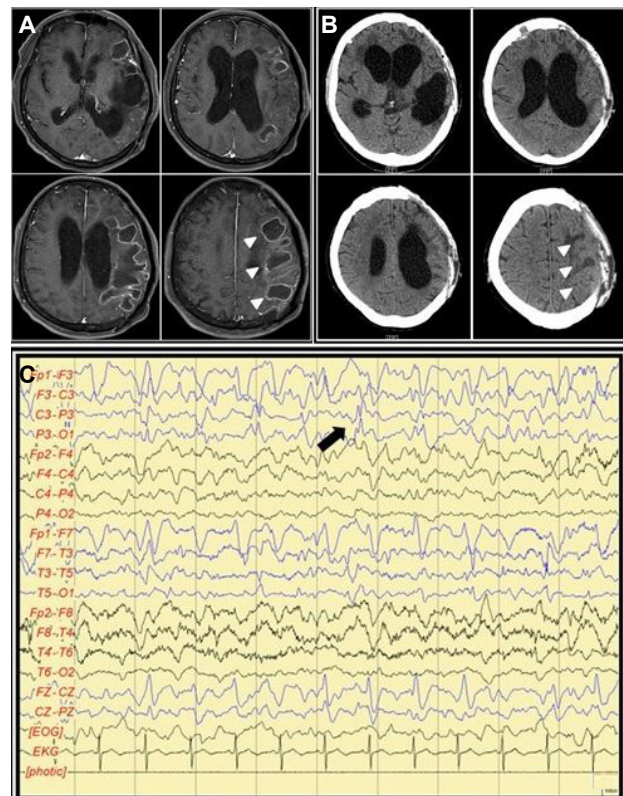 A
B
C
Fp1-F3
F3-C3
C3-P3
P3-O1
Fp2-F4
F4-C4
C4-P4
P4-O2
Fp1-F7
F7-T3
T3-T5
T5-O1
Fp2-F8
F8-T4
T4-T6
T6-O2
FZ-CZ
CZ-PZ
[EOG]
EKG
[photic]